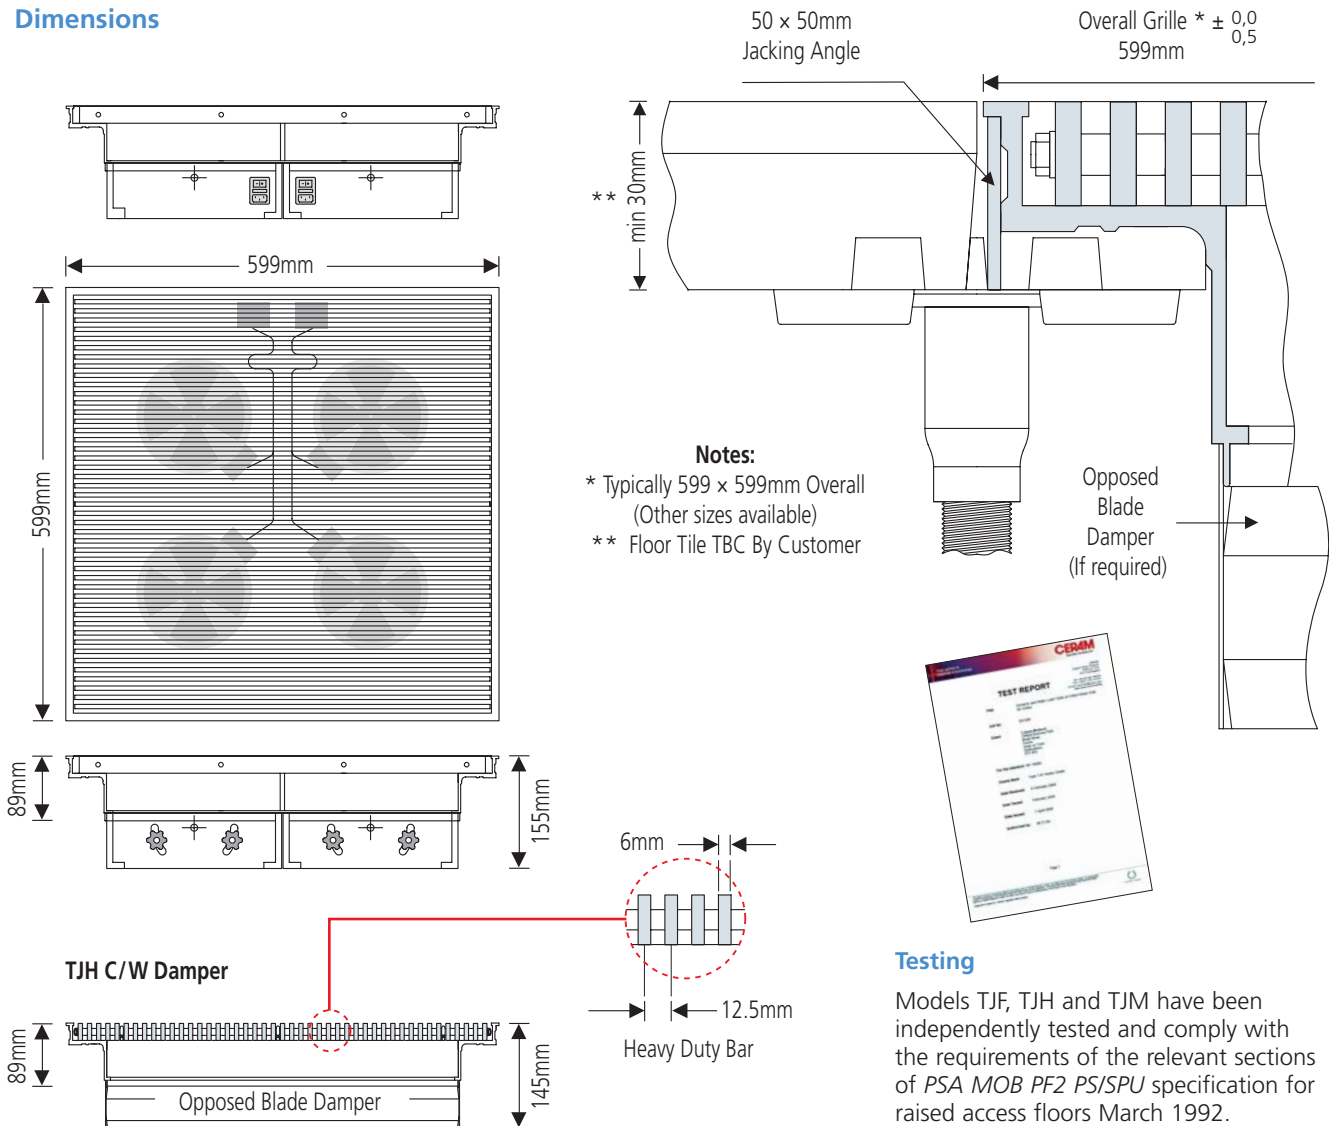 Dimensions
50 × 50mm
Jacking Angle
Overall Grille * ± 0,0
0,5
599mm
** min 30mm
599mm
599mm
Notes:
* Typically 599 × 599mm Overall
(Other sizes available)
** Floor Tile TBC By Customer
Opposed
Blade
Damper
(If required)
CERAM
TEST REPORT
89mm
155mm
6mm
12.5mm
Heavy Duty Bar
TJH C/W Damper
89mm
145mm
Opposed Blade Damper
Testing
Models TJF, TJH and TJM have been
independently tested and comply with
the requirements of the relevant sections
of PSA MOB PF2 PS/SPU specification for
raised access floors March 1992.